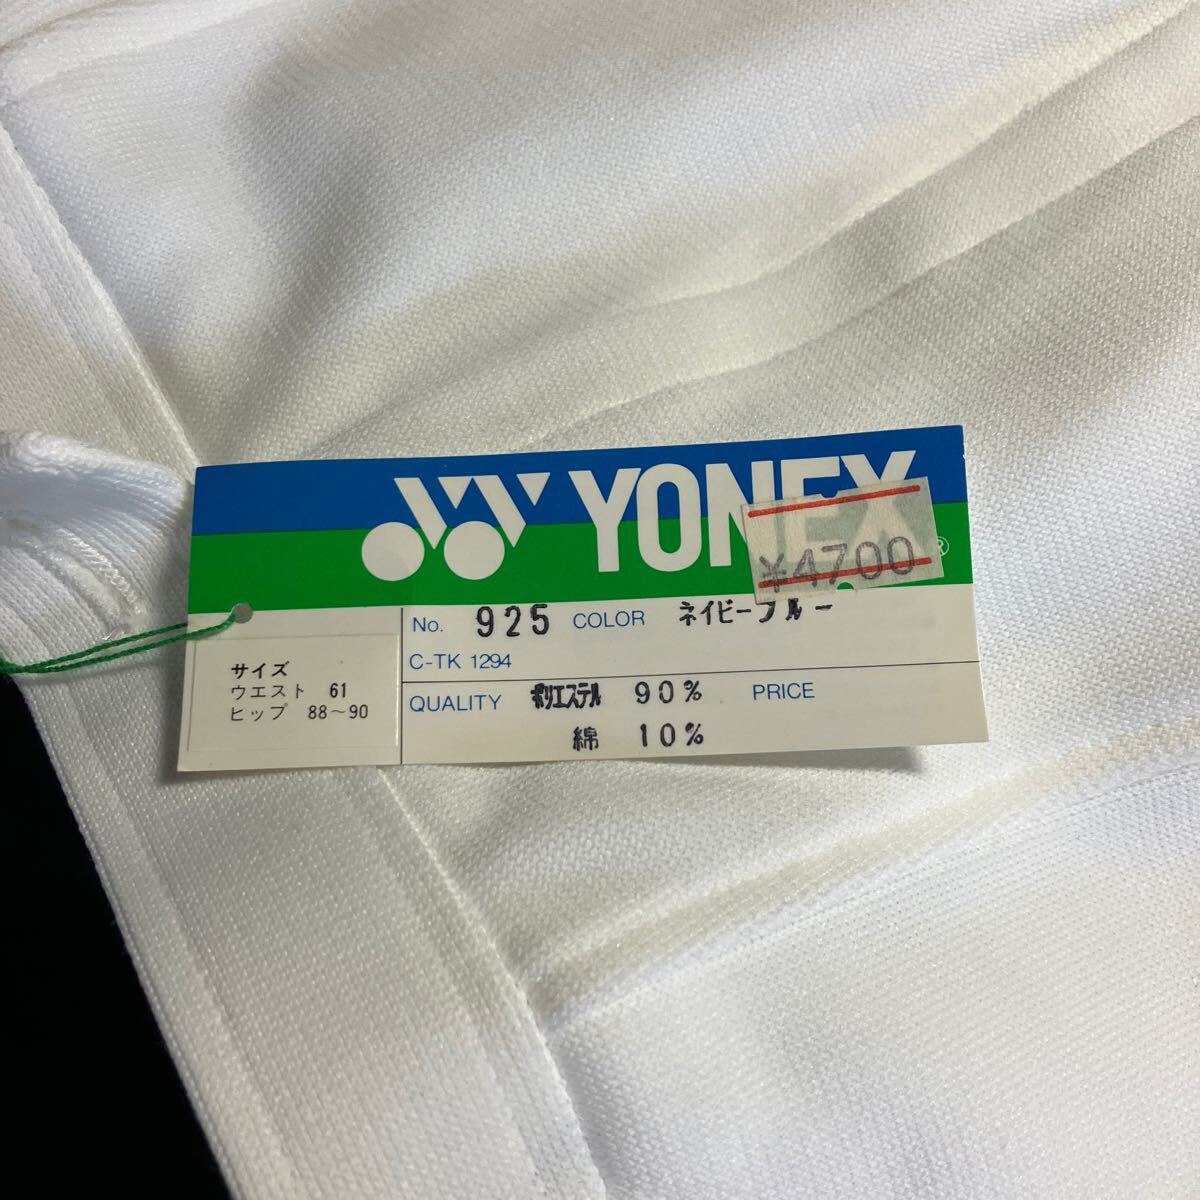 YONEX
®
¥4700
No. 925 COLOR ネイビーブルー
C-TK 1294
QUALITY ポリエステル 90% PRICE
綿 10%
サイズ
ウエスト 61
ヒップ 88〜90